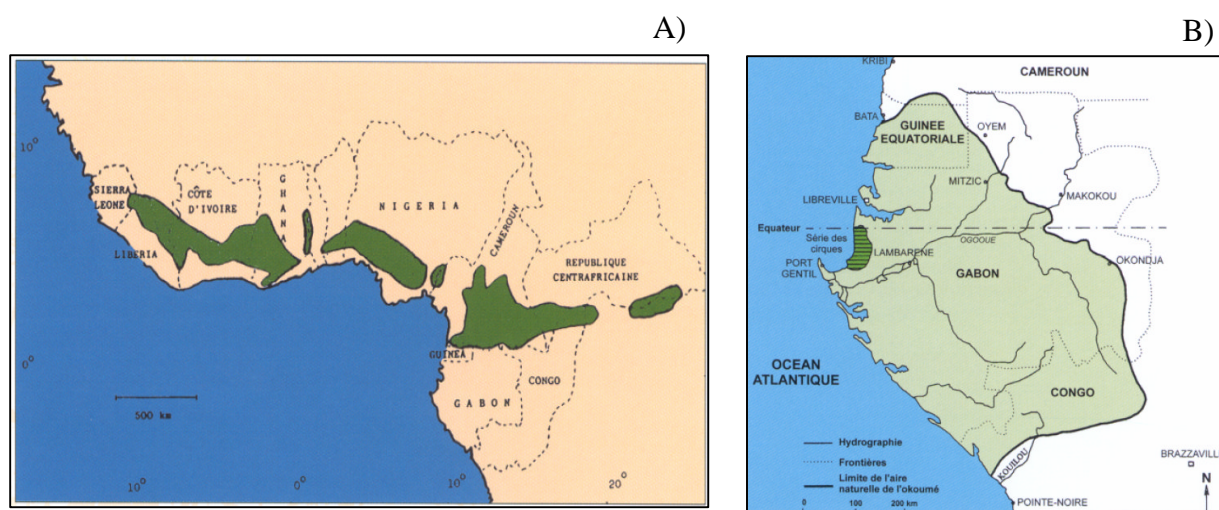 A)
10°
0°
SIERRA
LEONE
LIBERIA
CÔTE
D'IVOIRE
GHANA
NIGERIA
CAMEROUN
REPUBLIQUE
CENTRAFRICAINE
GUINEA
GABON
CONGO
500 km
10°
0°
10°
20°
B)
KRIBI
CAMEROUN
BATA
GUINEE
EQUATORIALE
OYEM
MITZIC
MAKOKOU
LIBREVILLE
Equateur
Série des
cirques
OGOOUE
PORT
GENTIL
LAMBARENE
GABON
OKONDJA
OCEAN
ATLANTIQUE
CONGO
Hydrographie
Frontières
Limite de l'aire
naturelle de l'okoumé
0 100 200 km
KOUILOU
BRAZZAVILLE
N
POINTE-NOIRE